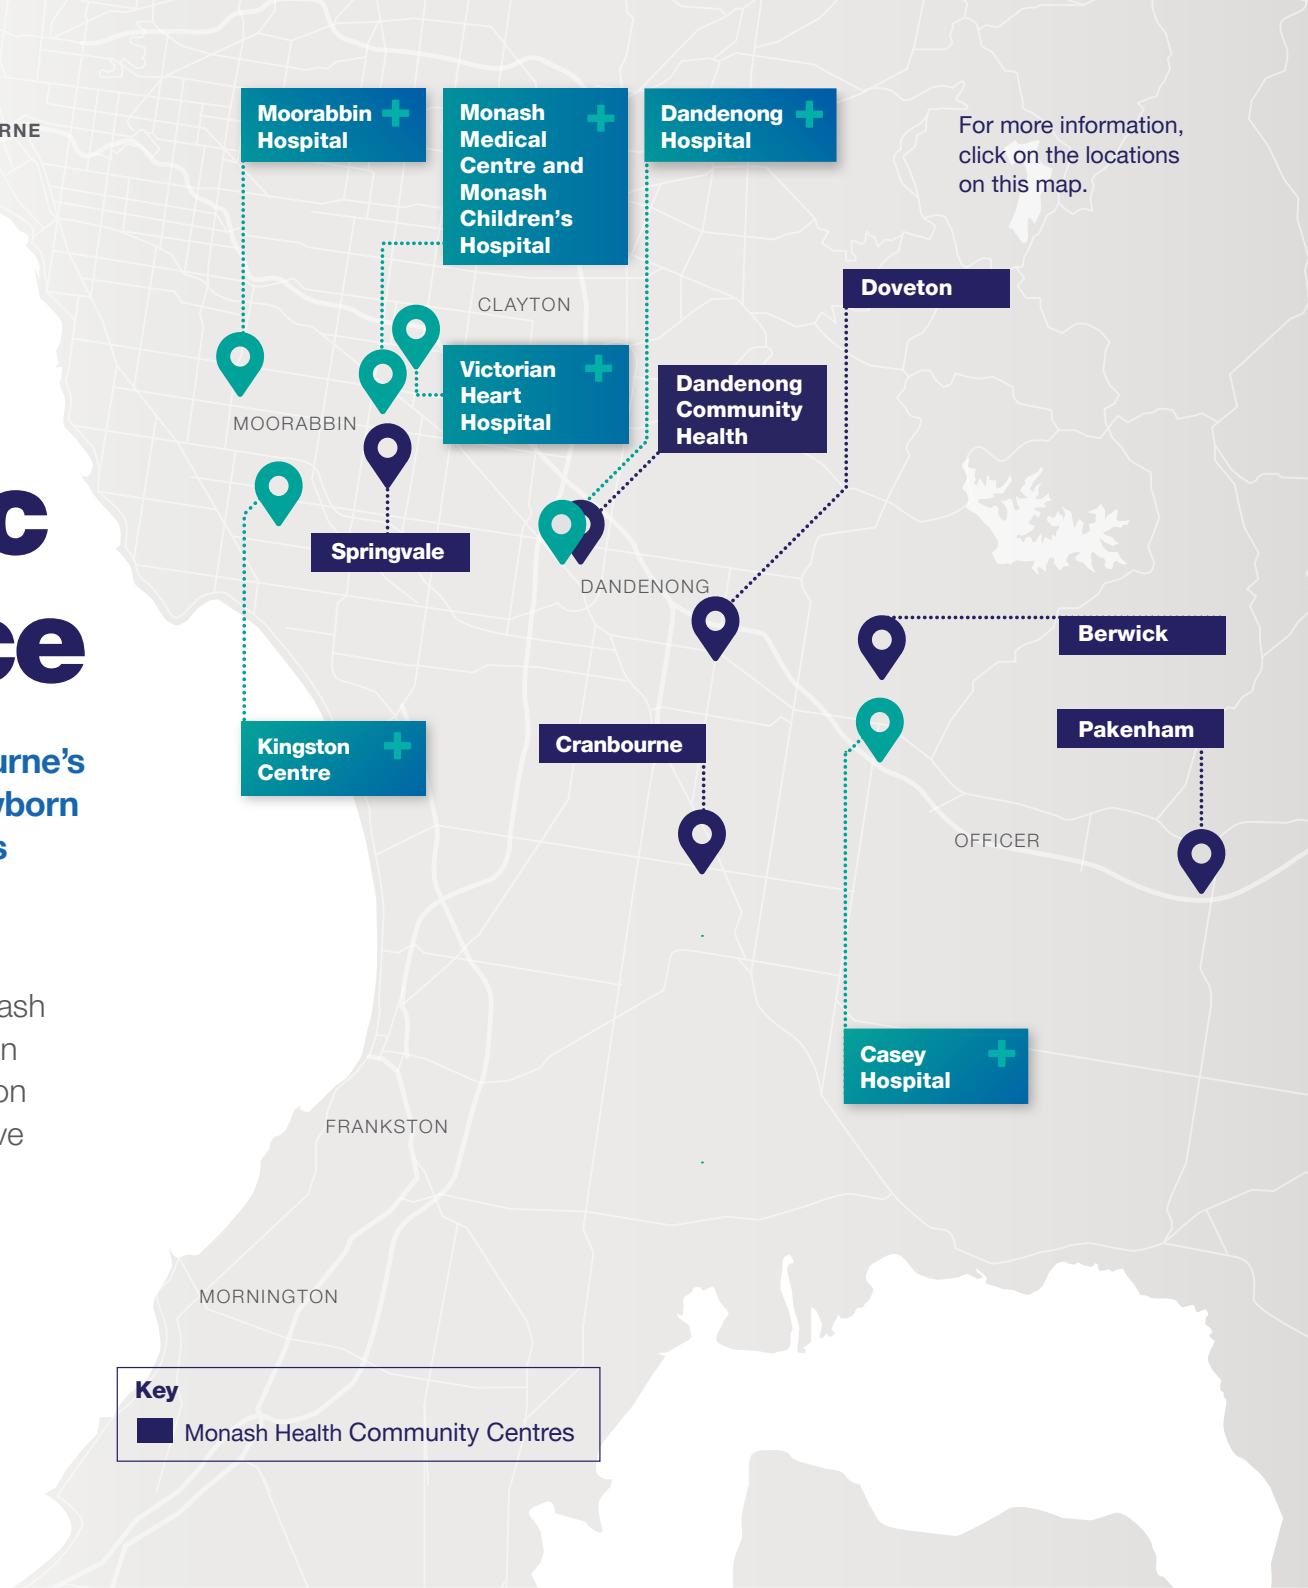 RNE
Moorabbin
Hospital
Monash
Medical
Centre and
Monash
Children's
Hospital
Dandenong
Hospital
For more information,
click on the locations
on this map.
Doveton
CLAYTON
Victorian
Heart
Hospital
Dandenong
Community
Health
MOORABBIN
c
Springvale
DANDENONG
ce
Berwick
Pakenham
Cranbourne
Kingston
Centre
urne's
born
s
OFFICER
ash
n
on
ve
Casey
Hospital
FRANKSTON
MORNINGTON
Key
Monash Health Community Centres